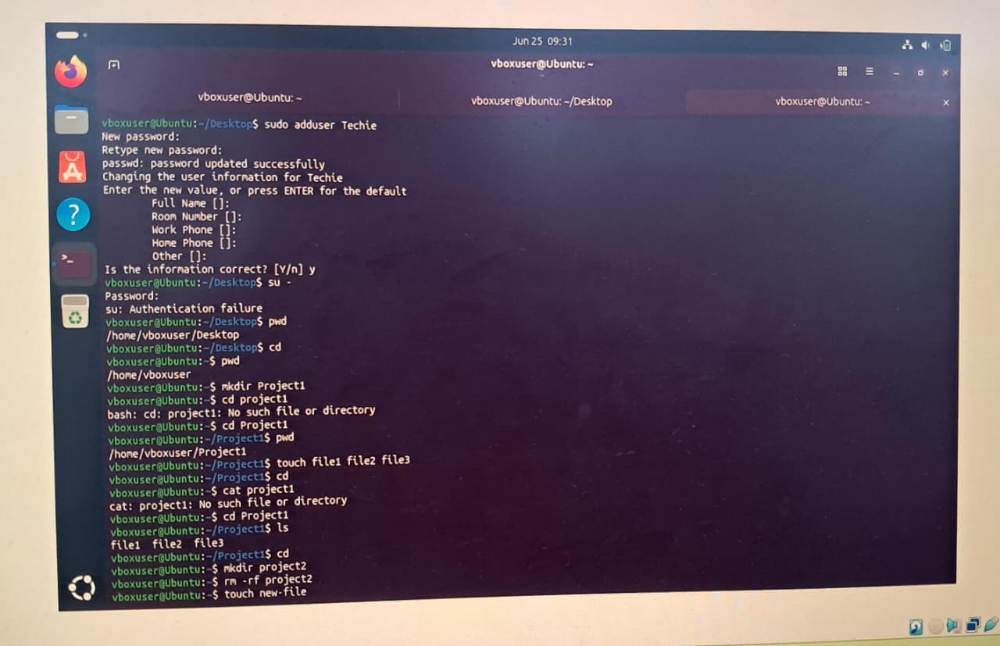 Jun 25 09:31
vboxuser@Ubuntu: ~
vboxuser@Ubuntu: ~
vboxuser@Ubuntu: ~/Desktop
vboxuser@Ubuntu: ~
vboxuser@Ubuntu:~/Desktop$ sudo adduser Techie
New password:
Retype new password:
passwd: password updated successfully
Changing the user information for Techie
Enter the new value, or press ENTER for the default
Full Name []:
Room Number []:
Work Phone []:
Home Phone []:
Other []:
Is the information correct? [Y/n] y
vboxuser@Ubuntu:~/Desktop$ su -
Password:
su: Authentication failure
vboxuser@Ubuntu:~/Desktop$ pwd
/home/vboxuser/Desktop
vboxuser@Ubuntu:~/Desktop$ cd
vboxuser@Ubuntu:~$ pwd
/home/vboxuser
vboxuser@Ubuntu:~$ mkdir Project1
vboxuser@Ubuntu:~$ cd project1
bash: cd: project1: No such file or directory
vboxuser@Ubuntu:~$ cd Project1
vboxuser@Ubuntu:~/Project1$ pwd
/home/vboxuser/Project1
vboxuser@Ubuntu:~/Project1$ touch file1 file2 file3
vboxuser@Ubuntu:~/Project1$ cd
vboxuser@Ubuntu:~$ cat project1
cat: project1: No such file or directory
vboxuser@Ubuntu:~$ cd Project1
vboxuser@Ubuntu:~/Project1$ ls
file1 file2 file3
vboxuser@Ubuntu:~/Project1$ cd
vboxuser@Ubuntu:~$ mkdir project2
vboxuser@Ubuntu:~$ rm -rf project2
vboxuser@Ubuntu:~$ touch new-file